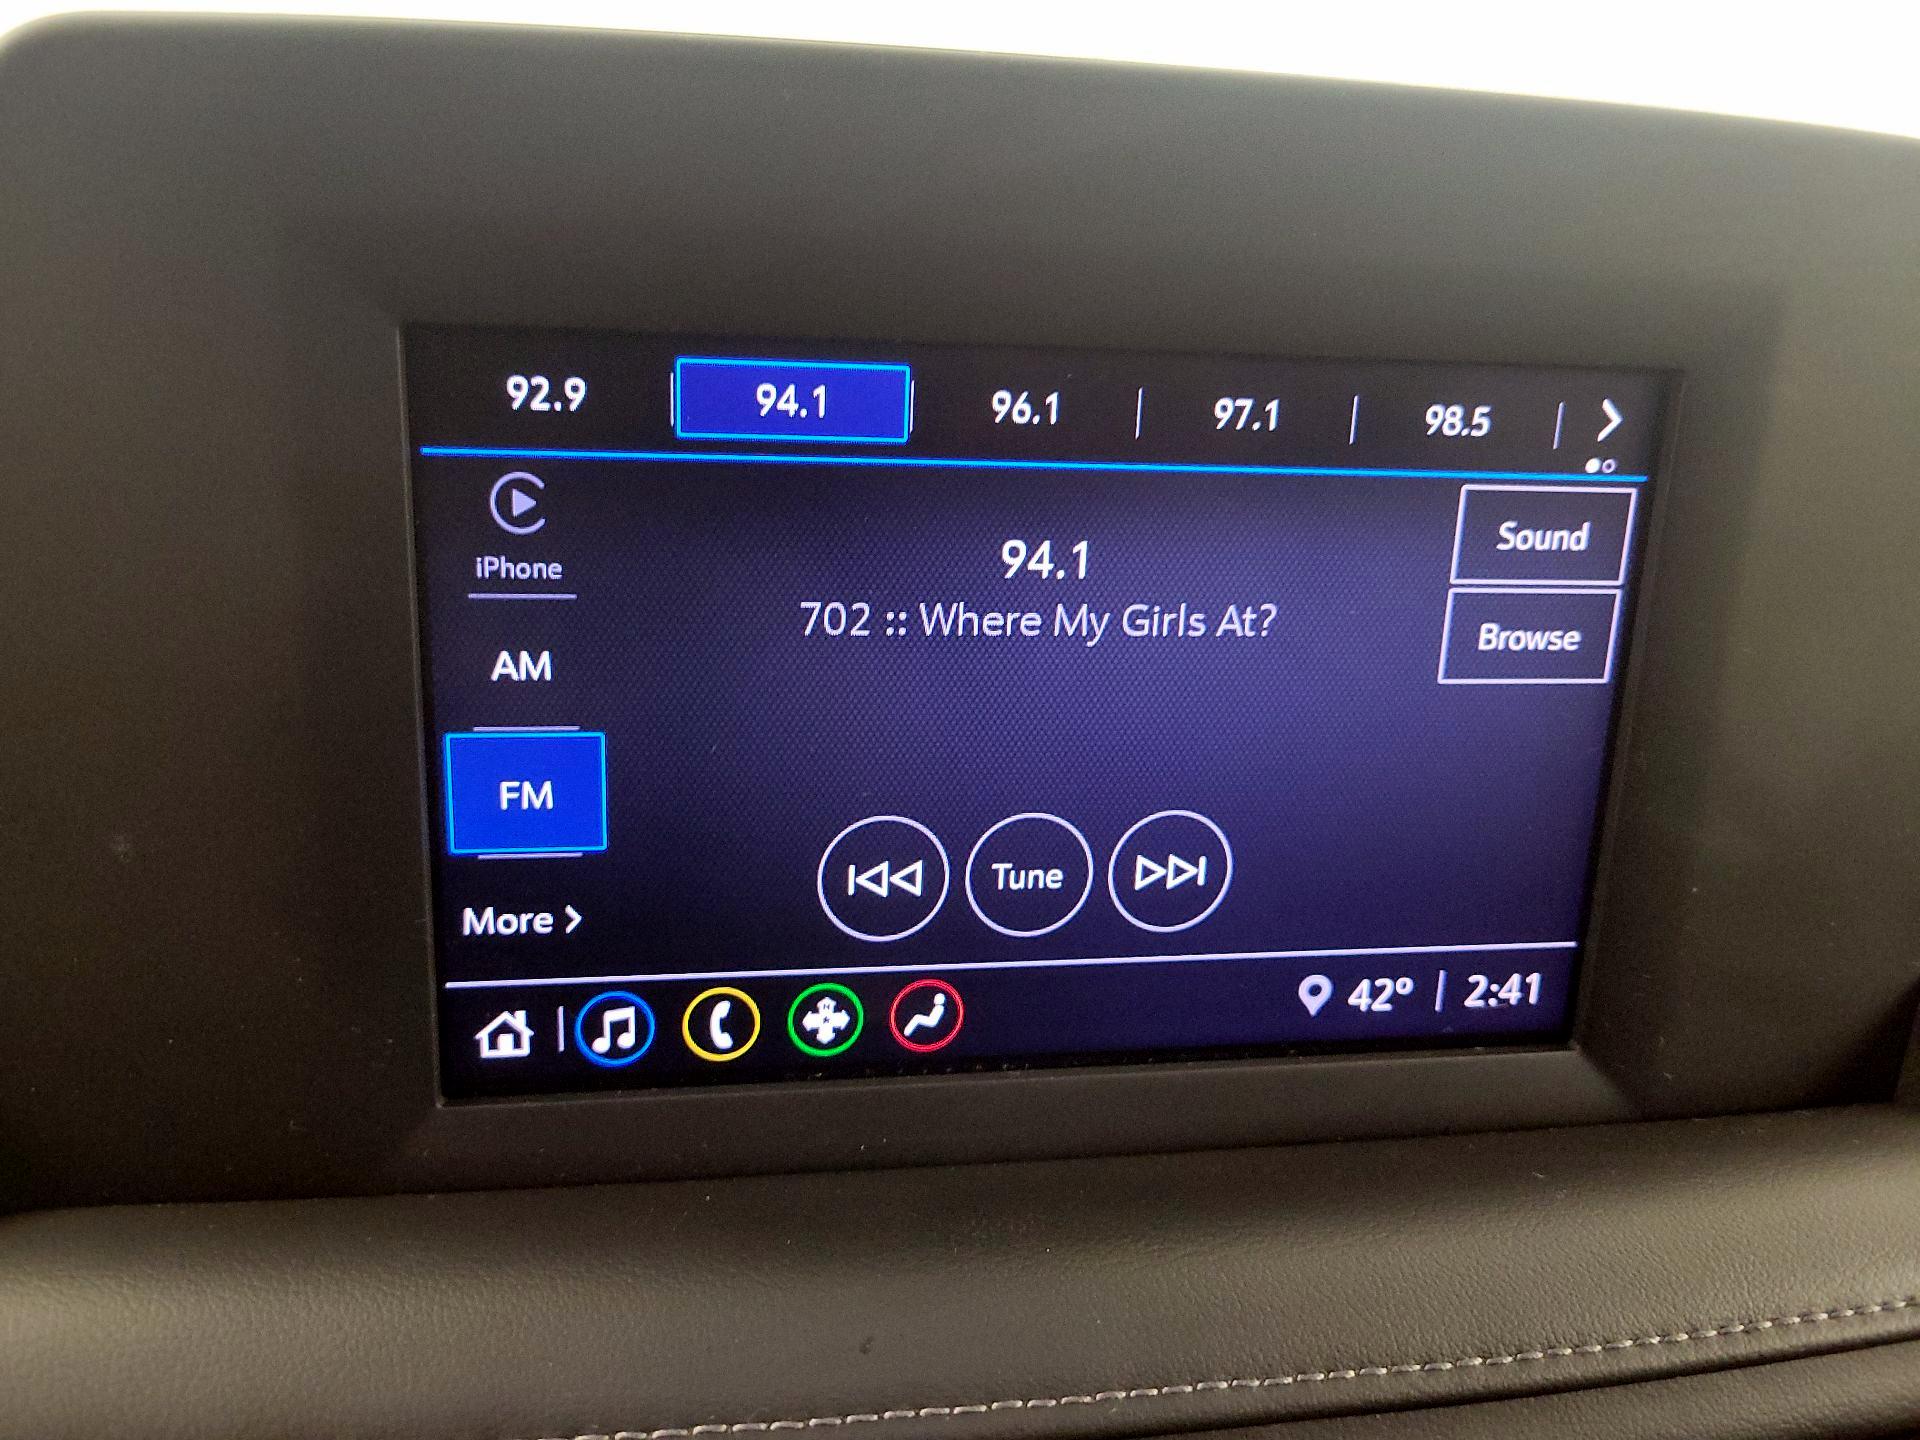 92.9 | 94.1 | 96.1 | 97.1 | 98.5 |
iPhone
94.1
Sound
702 :: Where My Girls At?
Browse
AM
FM
Tune
More
42° | 2:41